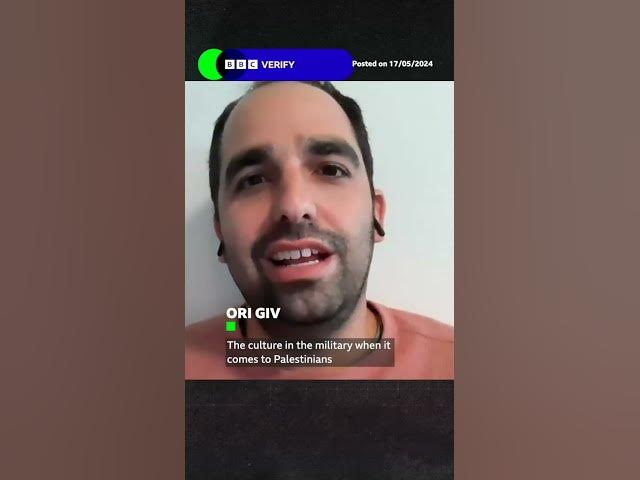 BBC VERIFY
Posted on 17/05/2024
ORI GIV
The culture in the military when it
comes to Palestinians